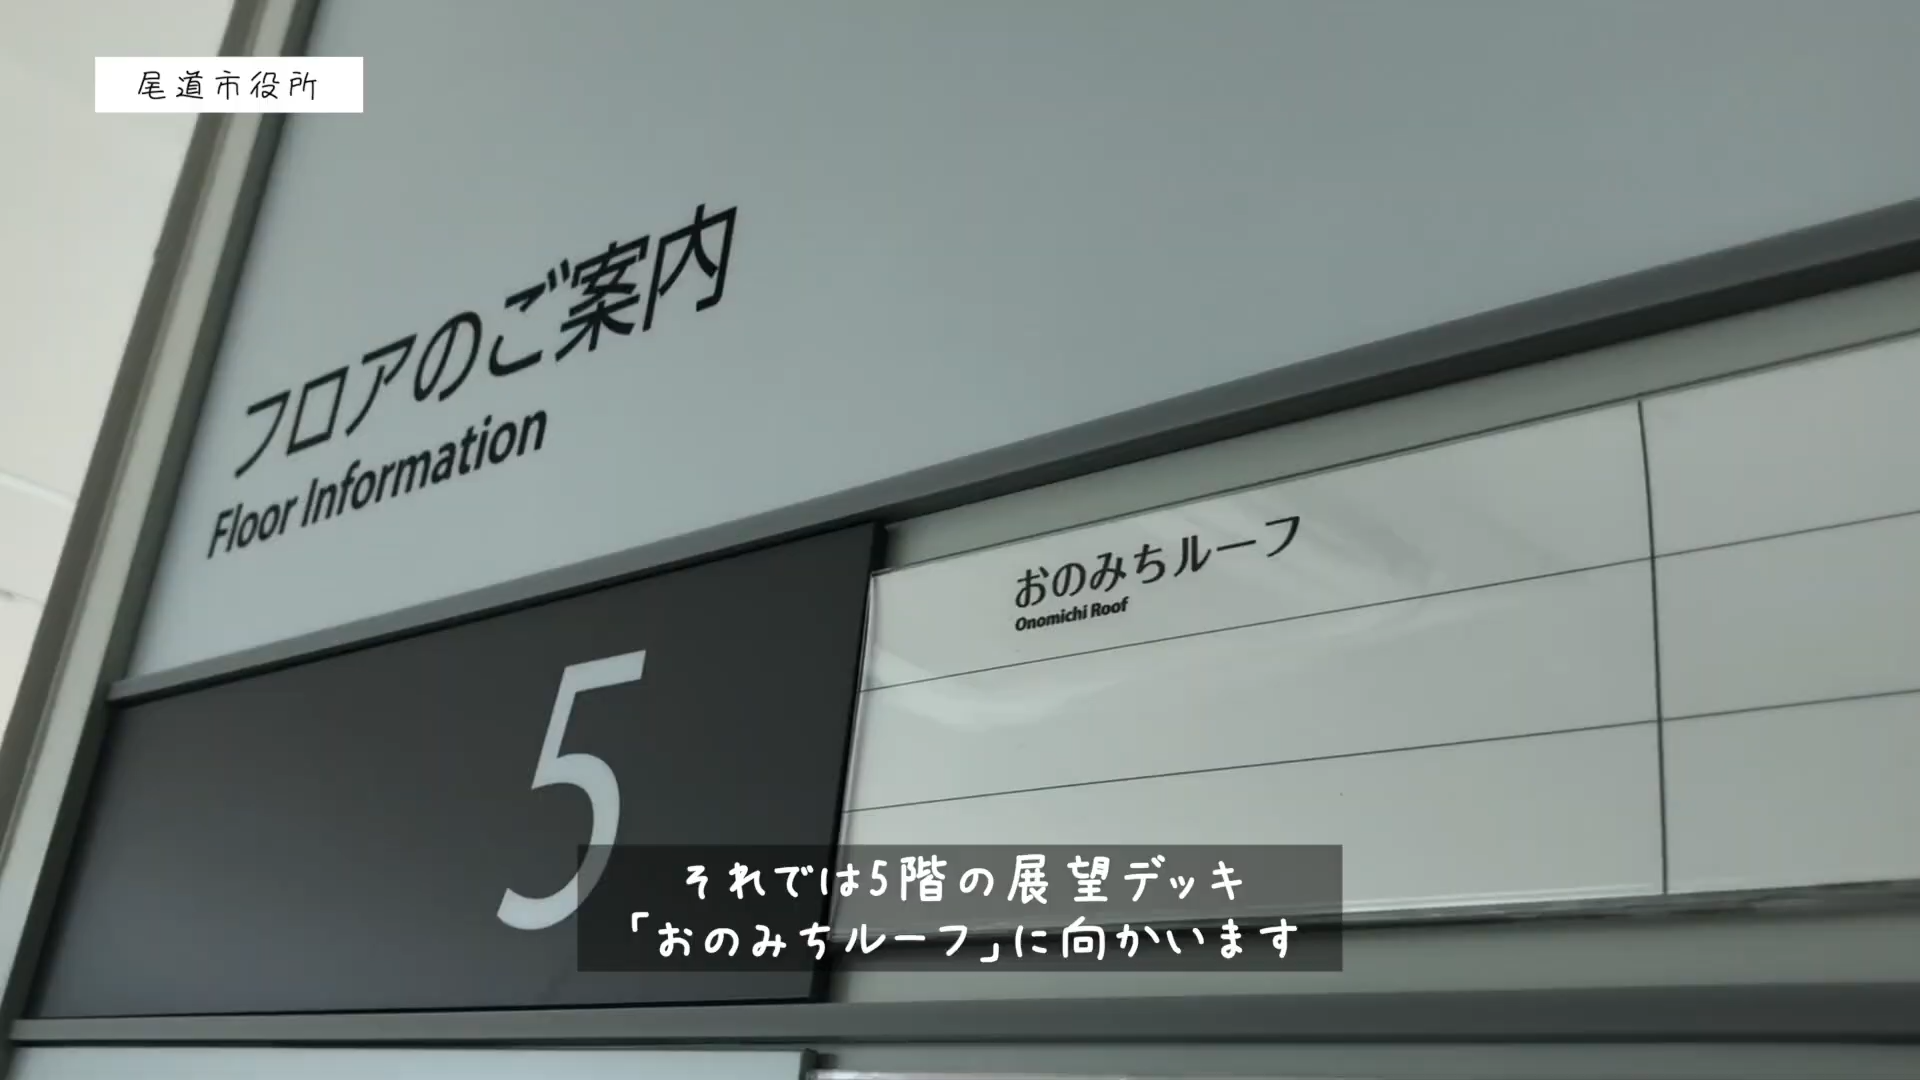 尾道市役所
フロアのご案内
Floor Information
おのみちルーフ
Onomichi Roof
5
それでは5階の展望デッキ
「おのみちルーフ」に向かいます